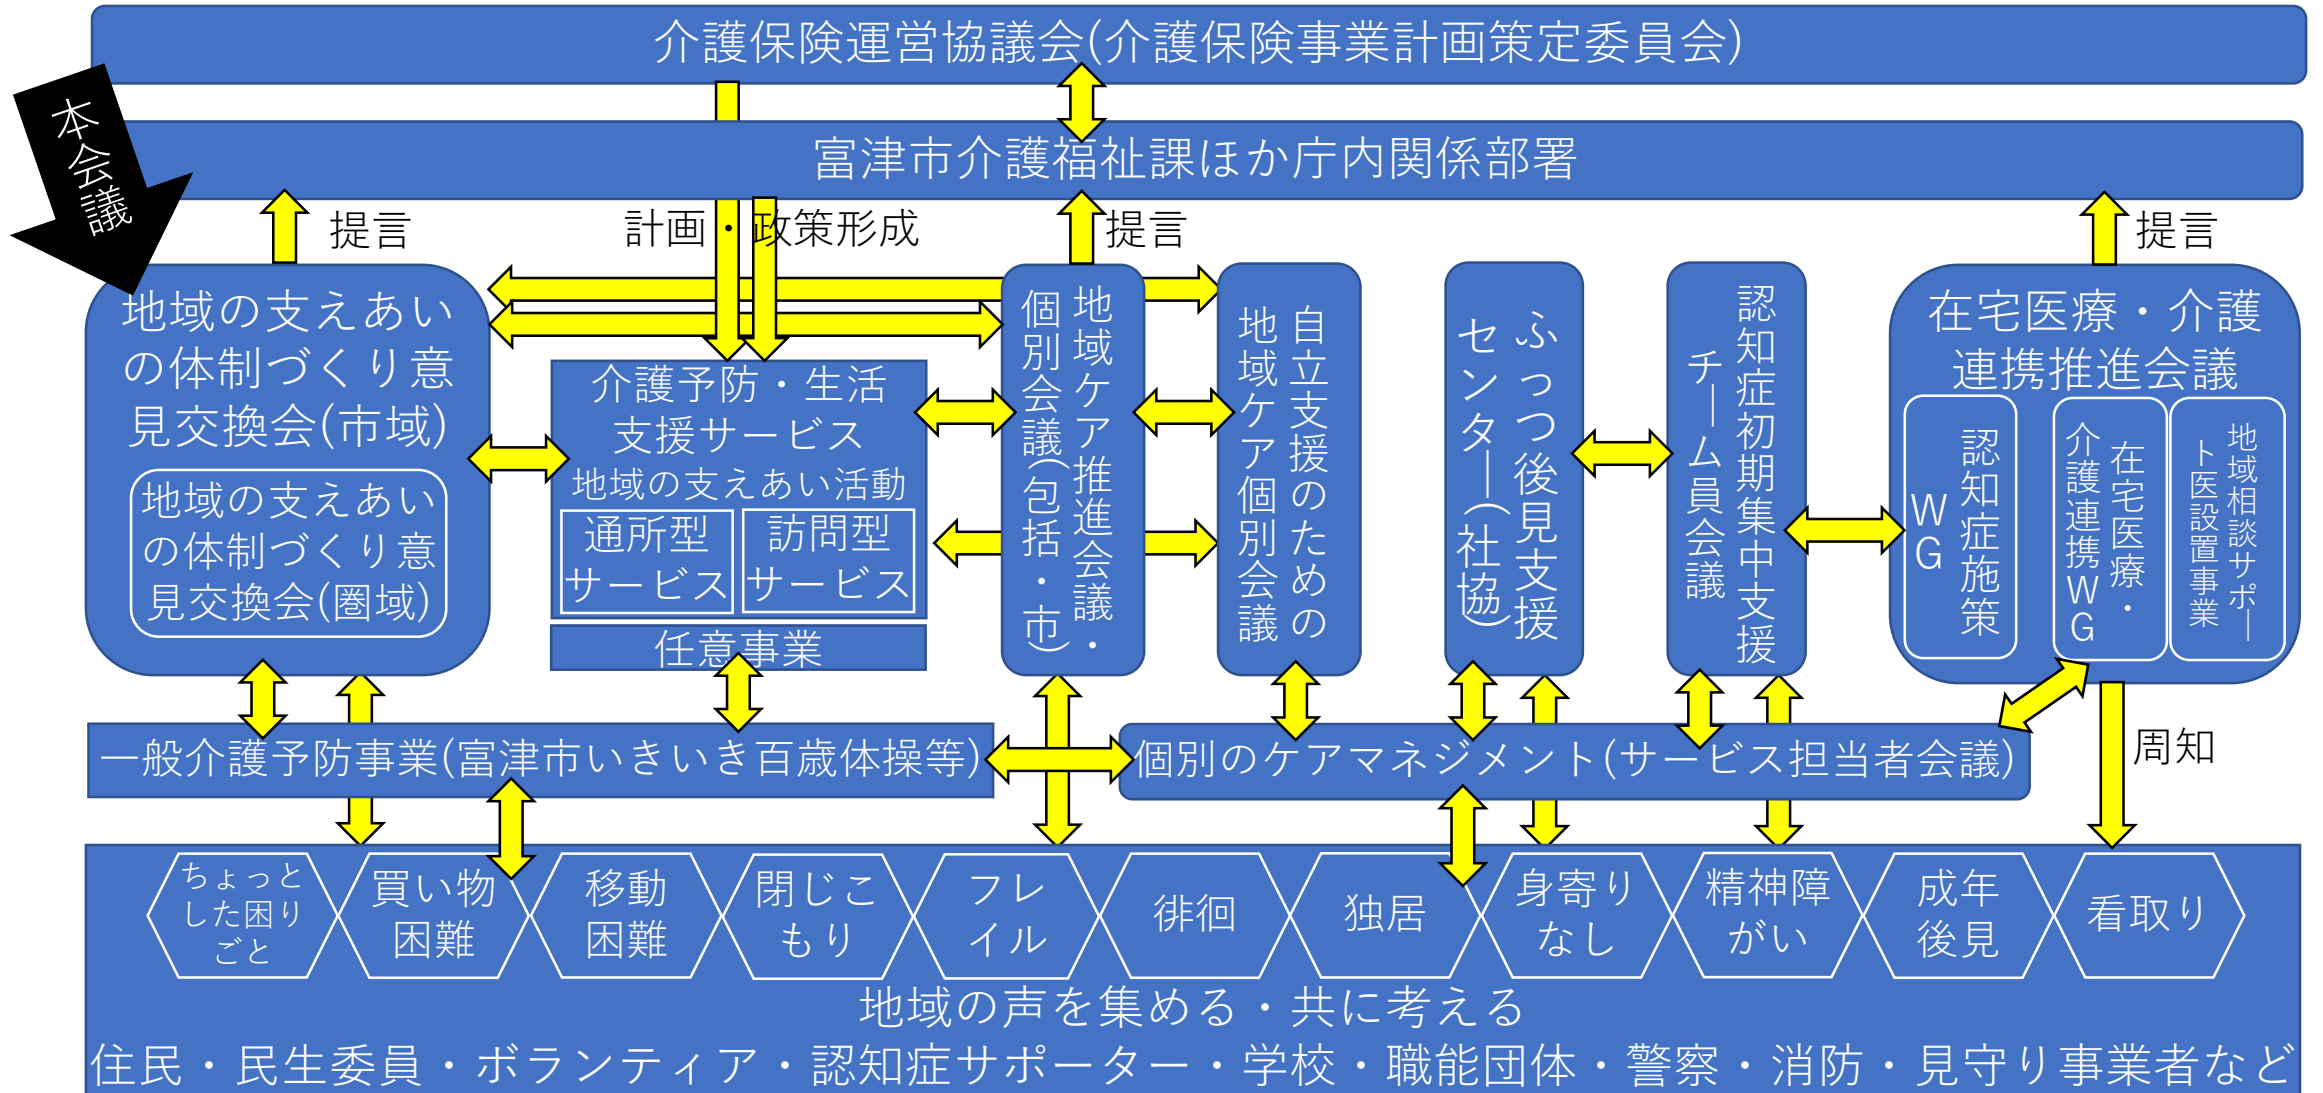 介護保険運営協議会(介護保険事業計画策定委員会)
本会議
富津市介護福祉課ほか庁内関係部署
提言
計画・政策形成
提言
提言
地域の支えあい
の体制づくり意
見交換会(市域)
地域の支えあい
の体制づくり意
見交換会(圏域)
介護予防・生活
支援サービス
地域の支えあい活動
通所型
サービス
訪問型
サービス
任意事業
地域ケア推進会議・
個別会議(包括・市)
自立支援のための
地域ケア個別会議
ふっつ後見支援
センター(社協)
認知症初期集中支援
チーム員会議
在宅医療・介護
連携推進会議
認知症施策
WG
在宅医療・
介護連携WG
地域相談サポー
ト医設置事業
一般介護予防事業(富津市いきいき百歳体操等)
個別のケアマネジメント(サービス担当者会議)
周知
ちょっと
した困り
ごと
買い物
困難
移動
困難
閉じこ
もり
フレ
イル
徘徊
独居
身寄り
なし
精神障
がい
成年
後見
看取り
地域の声を集める・共に考える
住民・民生委員・ボランティア・認知症サポーター・学校・職能団体・警察・消防・見守り事業者など